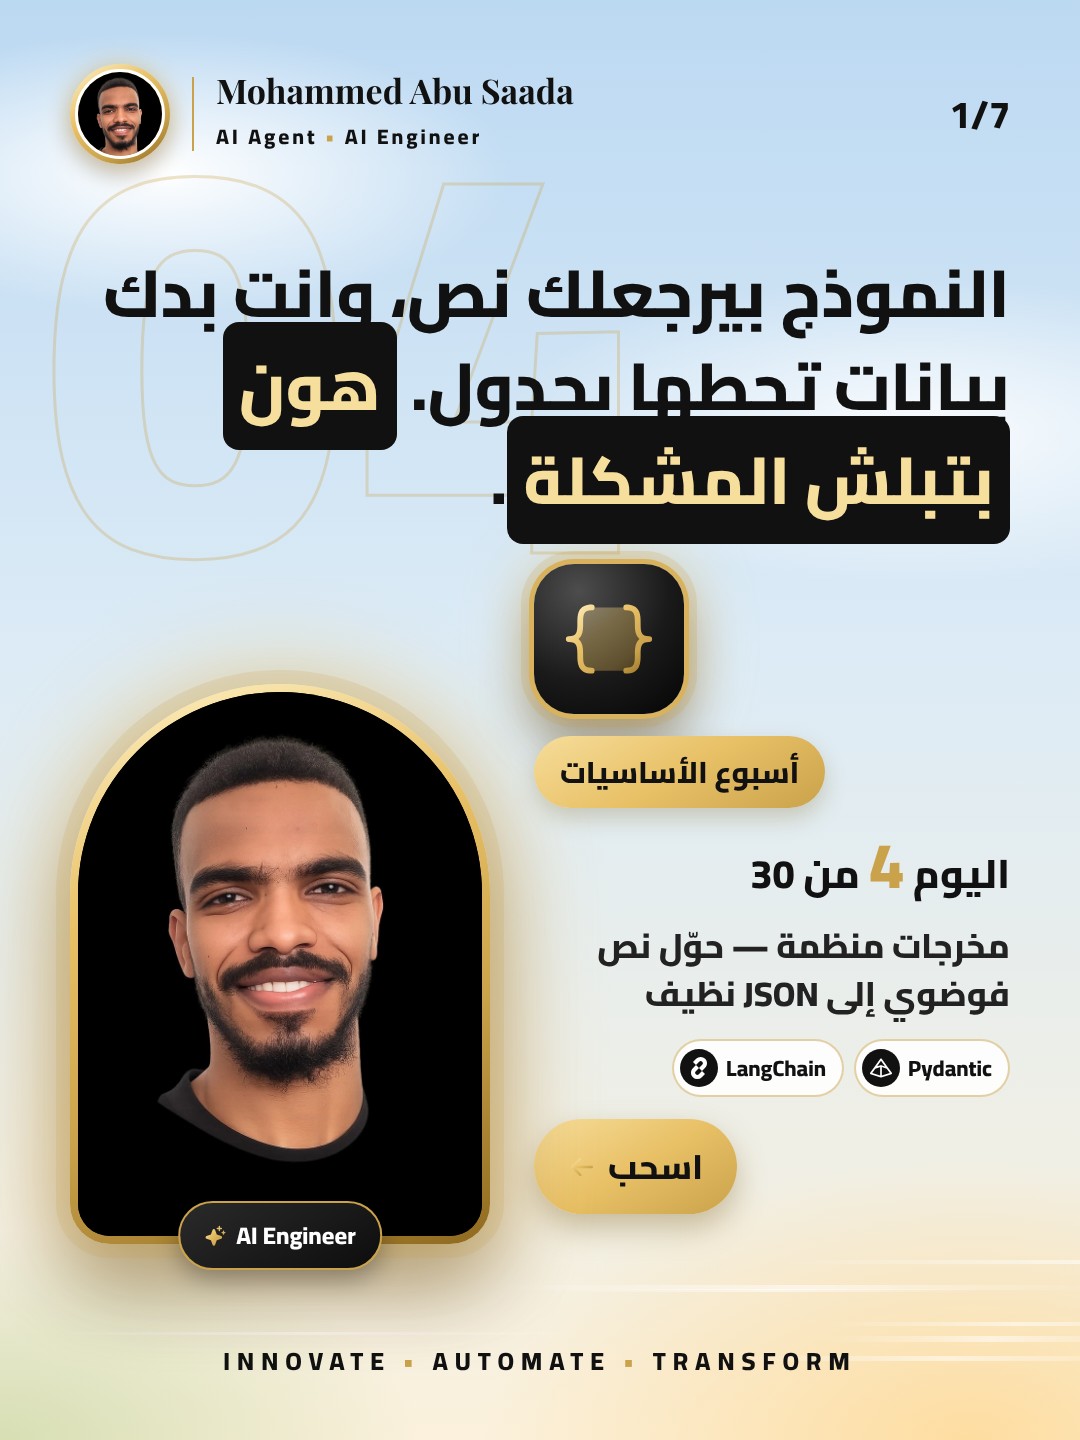 Mohammed Abu Saada
AI Agent ▪ AI Engineer
1/7
04
النموذج بيرجعلك نص، وانت بدك
بيانات تحطها بجدول. هون
بتبلش المشكلة.
{ }
أسبوع الأساسيات
اليوم 4 من 30
مخرجات منظمة — حوّل نص
فوضوي إلى JSON نظيف
Pydantic
LangChain
اسحب ←
AI Engineer
INNOVATE ▪ AUTOMATE ▪ TRANSFORM